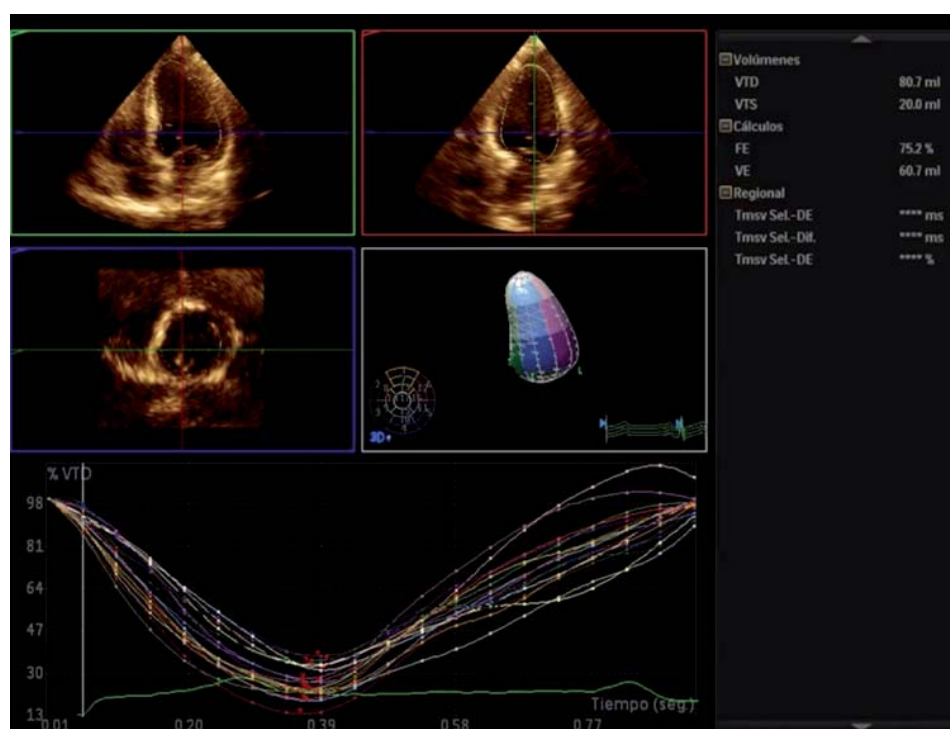 Volúmenes
VTD 80.7 ml
VTS 20.0 ml
Cálculos
FE 75.2 %
VE 60.7 ml
Regional
Tmsv Sel.-DE **** ms
Tmsv Sel.-Dif. **** ms
Tmsv Sel.-DE **** %
3D
L
% VTD
98
81
64
47
30
13
0.01 0.20 0.39 0.58 0.77
Tiempo (seg)